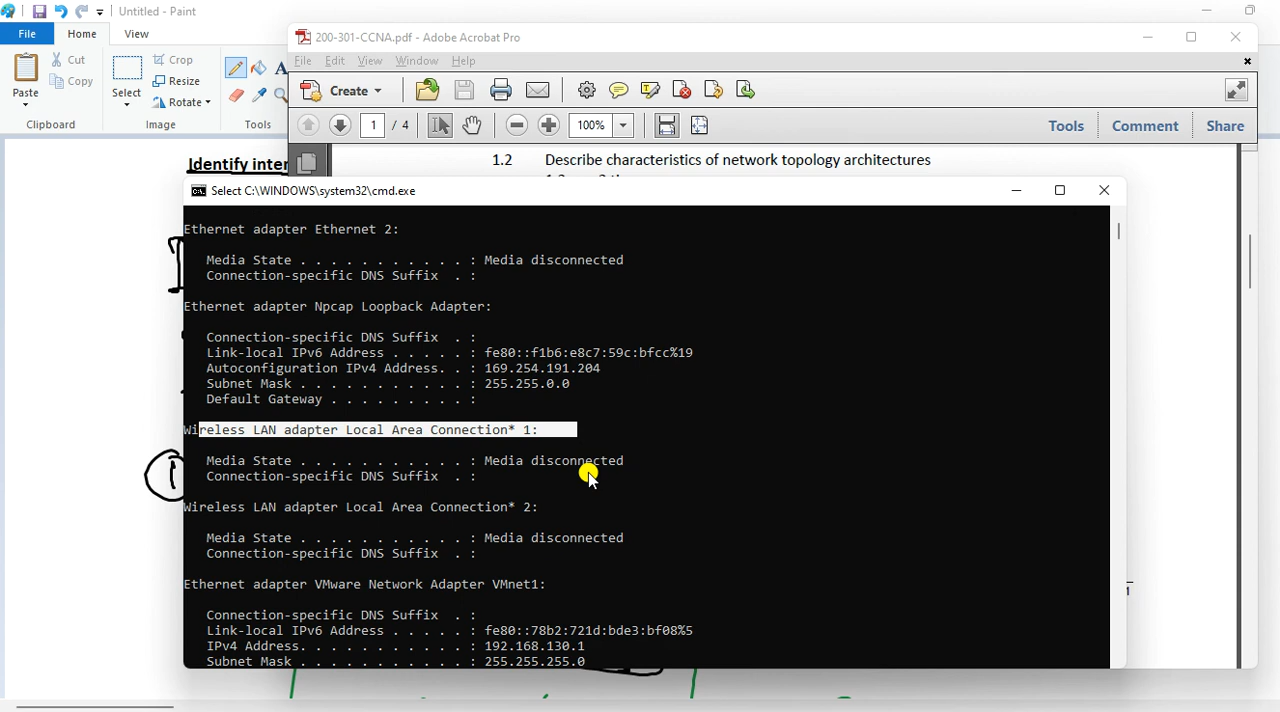 Untitled - Paint
File Home View
Paste
Cut
Copy
Clipboard
Select
Crop
Resize
Rotate
Image
A
Tools
200-301-CCNA.pdf - Adobe Acrobat Pro
File Edit View Window Help
Create
1 / 4
100%
Tools Comment Share
1.2 Describe characteristics of network topology architectures
Identify inter
1
Select C:\WINDOWS\system32\cmd.exe
Ethernet adapter Ethernet 2:
Media State . . . . . . . . . . . : Media disconnected
Connection-specific DNS Suffix . :
Ethernet adapter Npcap Loopback Adapter:
Connection-specific DNS Suffix . :
Link-local IPv6 Address . . . . . : fe80::f1b6:e8c7:59c:bfcc%19
Autoconfiguration IPv4 Address. . : 169.254.191.204
Subnet Mask . . . . . . . . . . . : 255.255.0.0
Default Gateway . . . . . . . . . :
Wireless LAN adapter Local Area Connection* 1:
Media State . . . . . . . . . . . : Media disconnected
Connection-specific DNS Suffix . :
Wireless LAN adapter Local Area Connection* 2:
Media State . . . . . . . . . . . : Media disconnected
Connection-specific DNS Suffix . :
Ethernet adapter VMware Network Adapter VMnet1:
Connection-specific DNS Suffix . :
Link-local IPv6 Address . . . . . : fe80::78b2:721d:bde3:bf08%5
IPv4 Address. . . . . . . . . . . : 192.168.130.1
Subnet Mask . . . . . . . . . . . : 255.255.255.0